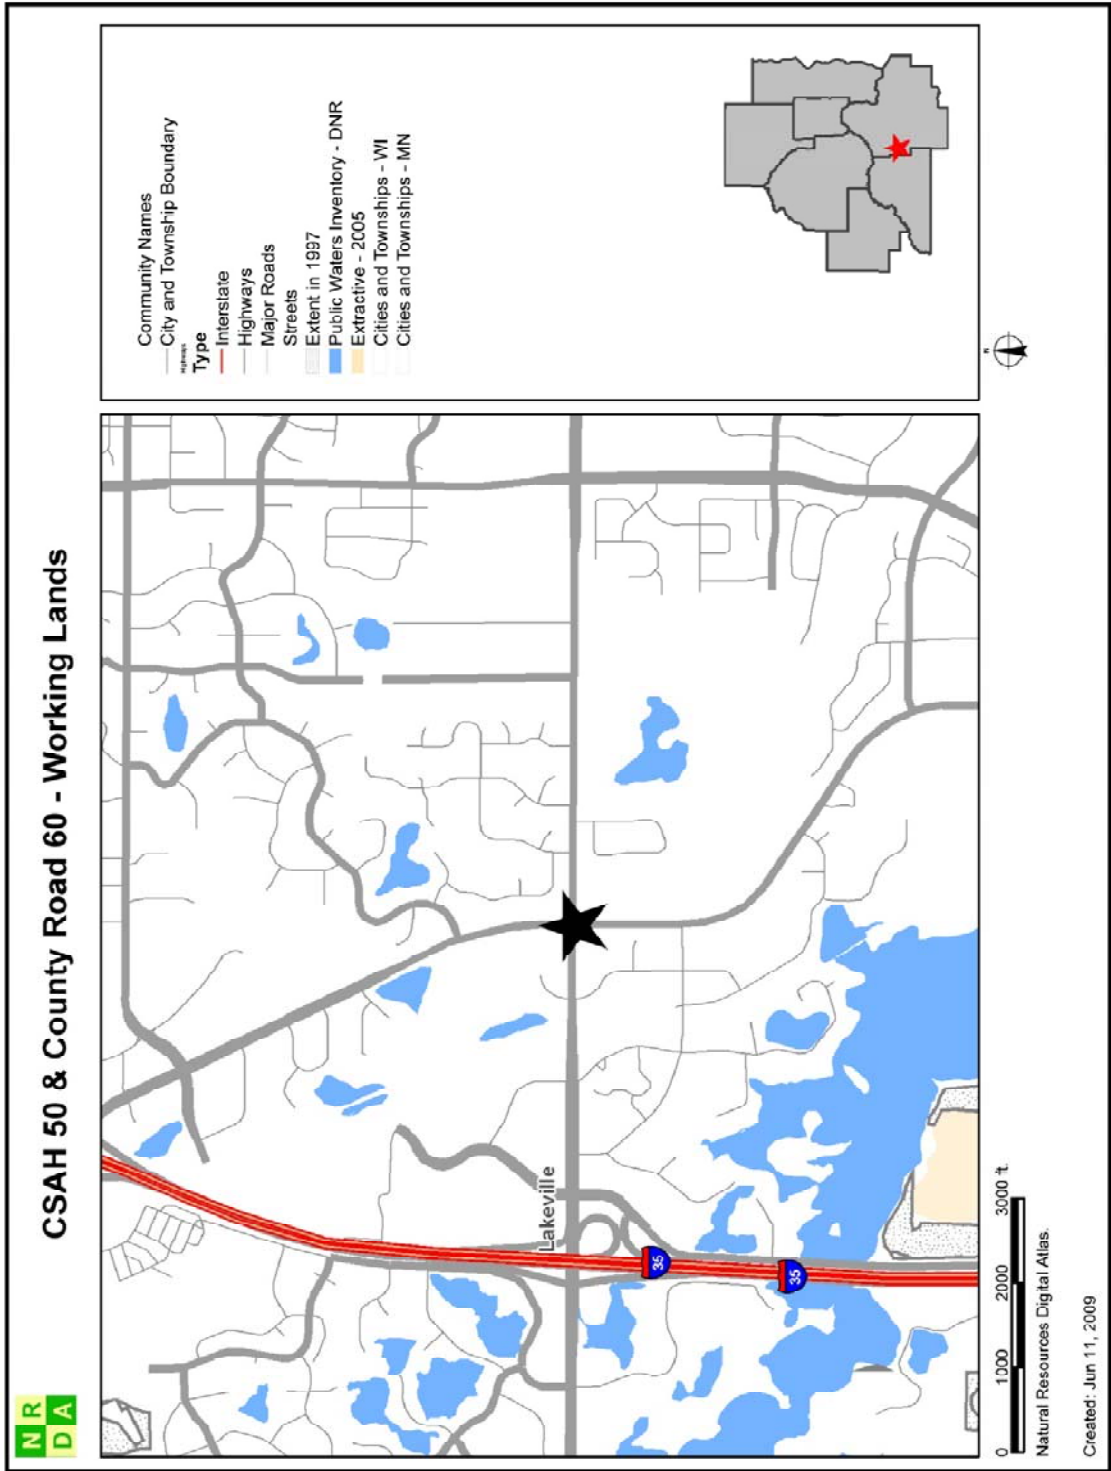 N R
D A
CSAH 50 & County Road 60 - Working Lands
Lakeville
35
35
Community Names
City and Township Boundary
Highways
Type
Interstate
Highways
Major Roads
Streets
Extent in 1997
Public Waters Inventory - DNR
Extractive - 2005
Cities and Townships - WI
Cities and Townships - MN
N
0 1000 2000 3000 ft.
Natural Resources Digital Atlas.
Created: Jun 11, 2009